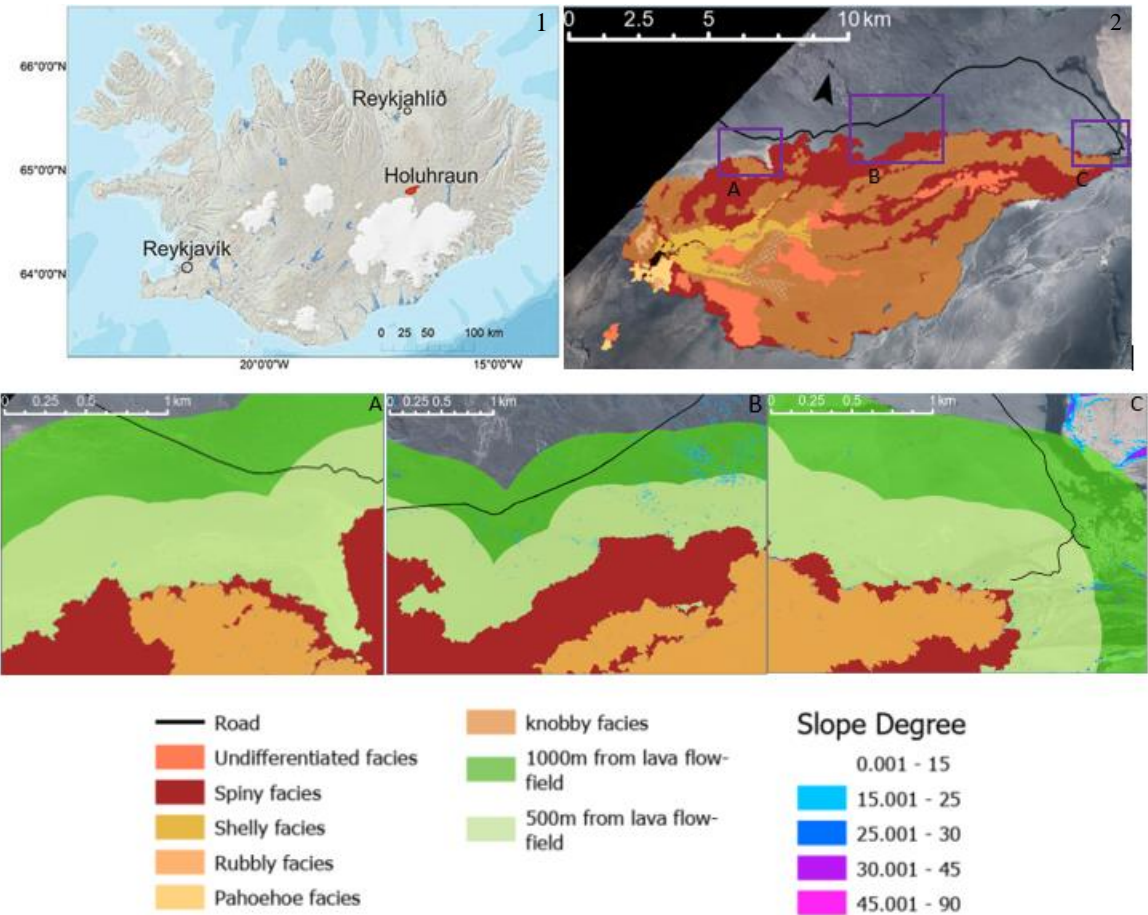 1
66°0'0"N
Reykjahlíð
65°0'0"N
Holuhraun
Reykjavík
64°0'0"N
0 25 50 100 km
20°0'0"W
15°0'0"W
0 2.5 5 10 km
2
A
B
C
0 0.25 0.5 1 km
A
0 0.25 0.5 1 km
B
0 0.25 0.5 1 km
C
Road
Undifferentiated facies
Spiny facies
Shelly facies
Rubbly facies
Pahoehoe facies
knobby facies
1000m from lava flow-
field
500m from lava flow-
field
Slope Degree
0.001 - 15
15.001 - 25
25.001 - 30
30.001 - 45
45.001 - 90